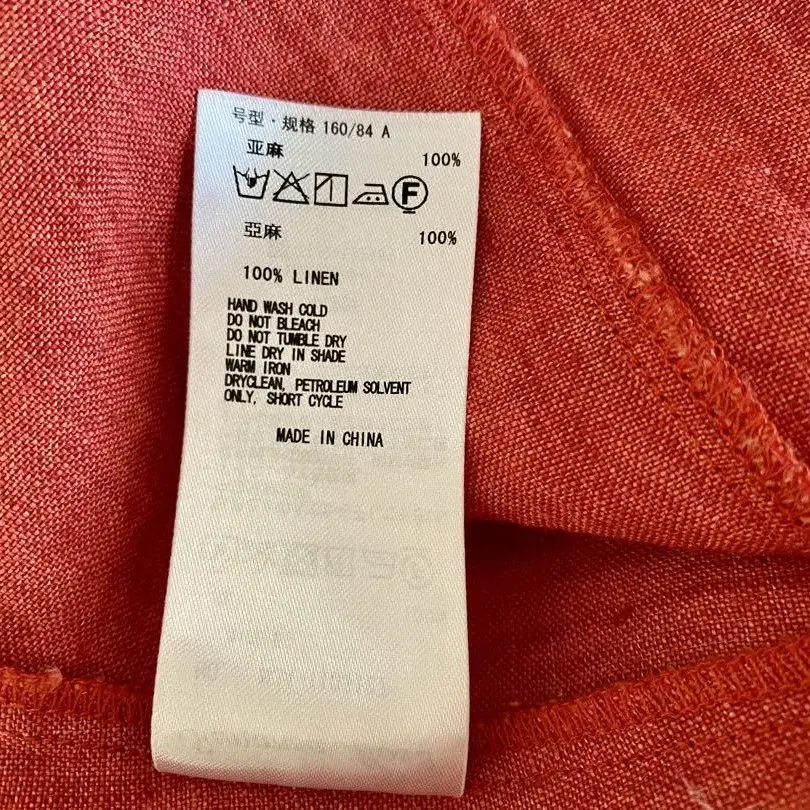 号型·规格 160/84 A
亚麻 100%
F
亞麻 100%
100% LINEN
HAND WASH COLD
DO NOT BLEACH
DO NOT TUMBLE DRY
LINE DRY IN SHADE
WARM IRON
DRYCLEAN, PETROLEUM SOLVENT
ONLY, SHORT CYCLE
MADE IN CHINA